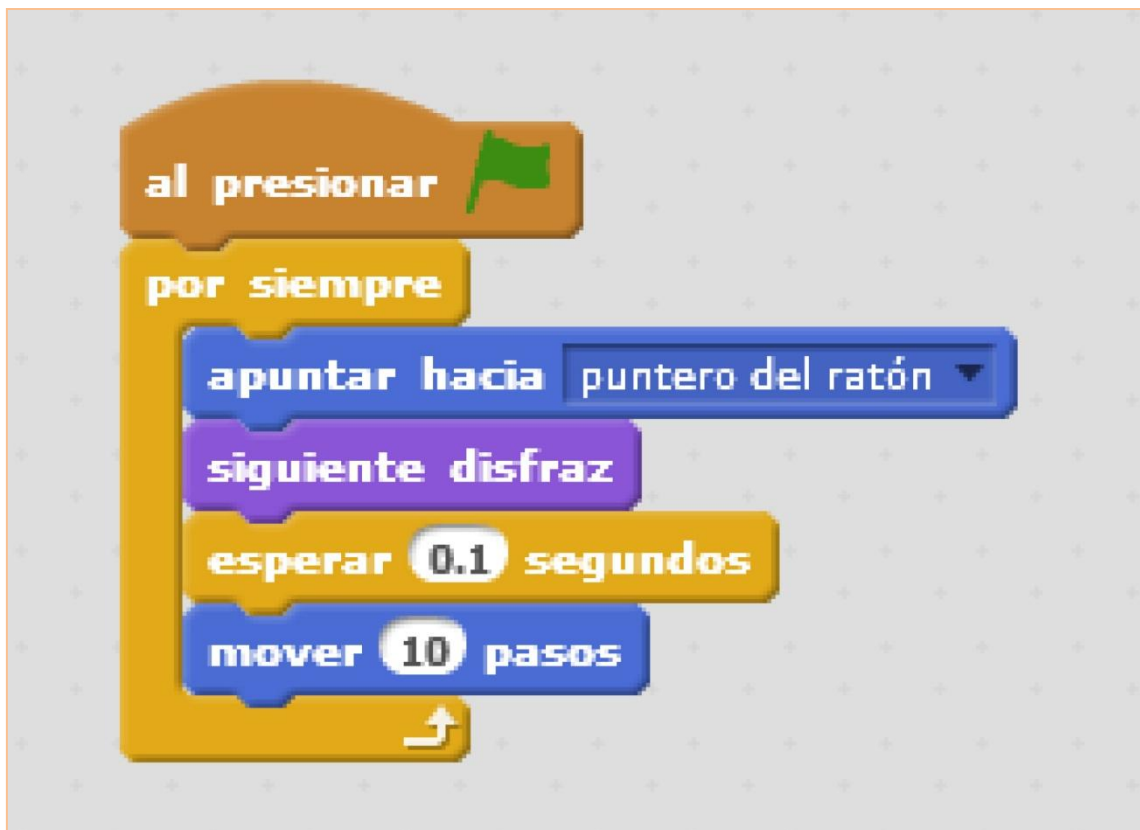 al presionar
por siempre
apuntar hacia puntero del ratón
siguiente disfraz
esperar 0.1 segundos
mover 10 pasos